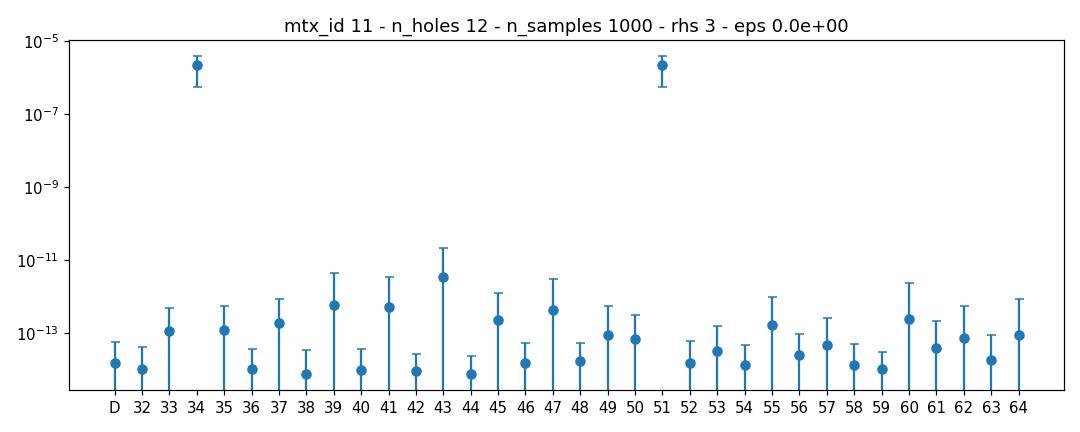 mtx_id 11 - n_holes 12 - n_samples 1000 - rhs 3 - eps 0.0e+00
10⁻⁵
10⁻⁷
10⁻⁹
10⁻¹¹
10⁻¹³
D 32 33 34 35 36 37 38 39 40 41 42 43 44 45 46 47 48 49 50 51 52 53 54 55 56 57 58 59 60 61 62 63 64